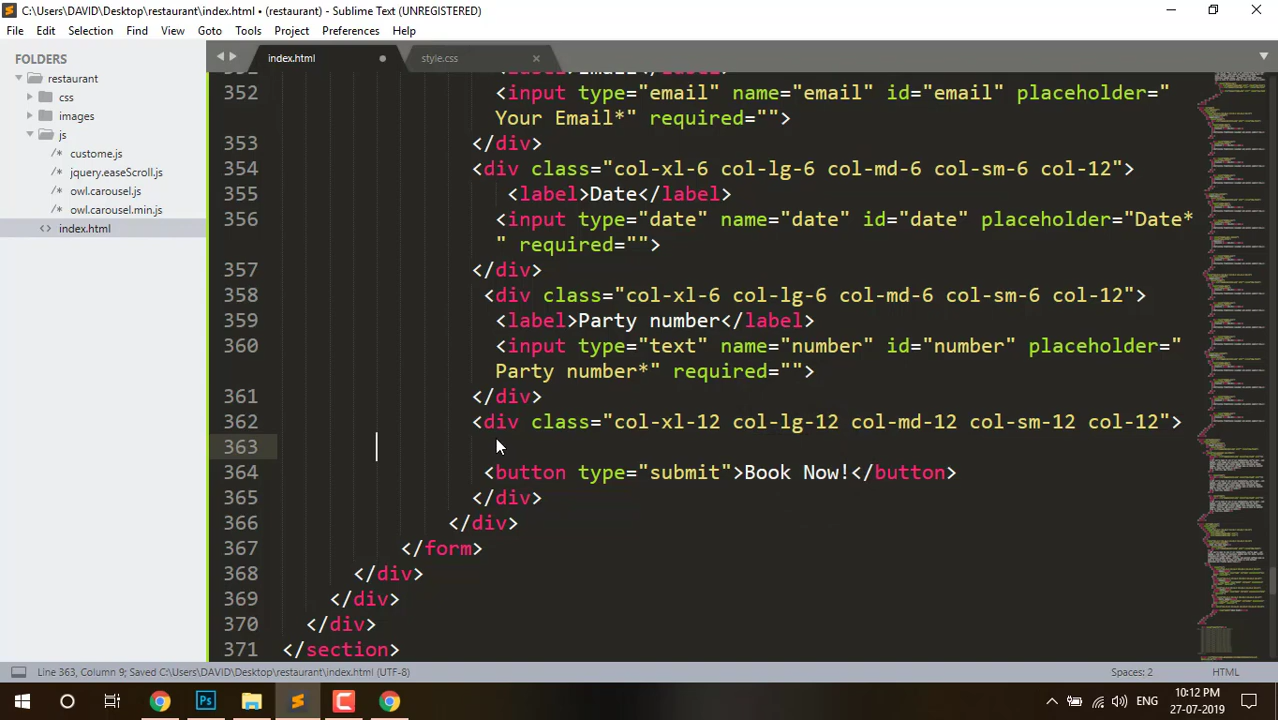 C:\Users\DAVID\Desktop\restaurant\index.html • (restaurant) - Sublime Text (UNREGISTERED)
File Edit Selection Find View Goto Tools Project Preferences Help
FOLDERS
restaurant
css
images
js
/* custome.js
/* jquery.easeScroll.js
/* owl.carousel.js
/* owl.carousel.min.js
<> index.html
index.html
style.css
352 <input type="email" name="email" id="email" placeholder="
Your Email*" required="">
353 </div>
354 <div class="col-xl-6 col-lg-6 col-md-6 col-sm-6 col-12">
355 <label>Date</label>
356 <input type="date" name="date" id="date" placeholder="Date*
" required="">
357 </div>
358 <div class="col-xl-6 col-lg-6 col-md-6 col-sm-6 col-12">
359 <label>Party number</label>
360 <input type="text" name="number" id="number" placeholder="
Party number*" required="">
361 </div>
362 <div class="col-xl-12 col-lg-12 col-md-12 col-sm-12 col-12">
363
364 <button type="submit">Book Now!</button>
365 </div>
366 </div>
367 </form>
368 </div>
369 </div>
370 </div>
371 </section>
Line 363, Column 9; Saved C:\Users\DAVID\Desktop\restaurant\index.html (UTF-8)
Spaces: 2
HTML
ENG
10:12 PM
27-07-2019